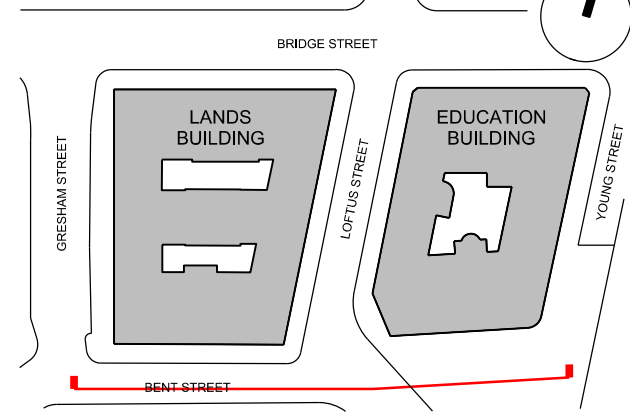 BRIDGE STREET
LANDS
BUILDING
EDUCATION
BUILDING
GRESHAM STREET
LOFTUS STREET
YOUNG STREET
BENT STREET